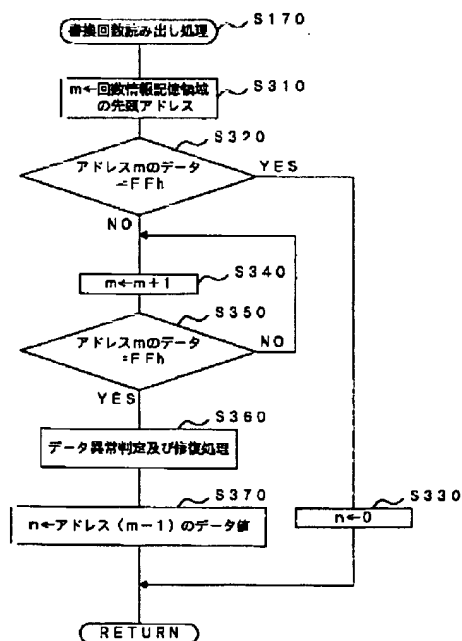 書換回数読み出し処理
S170
m←回数情報記憶領域
の先頭アドレス
S310
S320
アドレスmのデータ
=FFh
YES
NO
S340
m←m+1
S350
アドレスmのデータ
=FFh
NO
YES
S360
データ異常判定及び修復処理
S370
n←アドレス(m-1)のデータ値
S330
n←0
RETURN